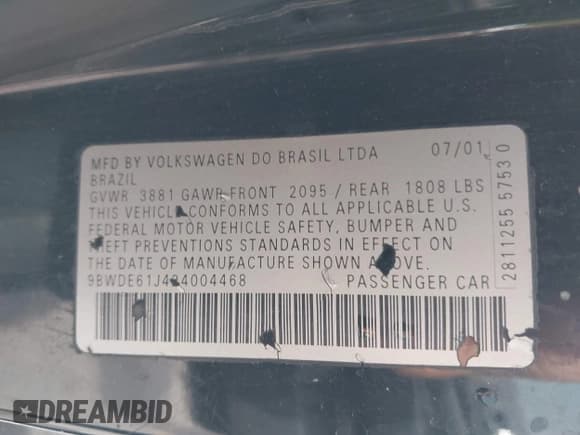 MFD BY VOLKSWAGEN DO BRASIL LTDA 07/01
BRAZIL
GVWR 3881 GAWR FRONT 2095 / REAR 1808 LBS
THIS VEHICLE CONFORMS TO ALL APPLICABLE U.S.
FEDERAL MOTOR VEHICLE SAFETY, BUMPER AND
THEFT PREVENTIONS STANDARDS IN EFFECT ON
THE DATE OF MANUFACTURE SHOWN ABOVE.
9BWDE61J424004468 PASSENGER CAR
2811255 57530
DREAMBID